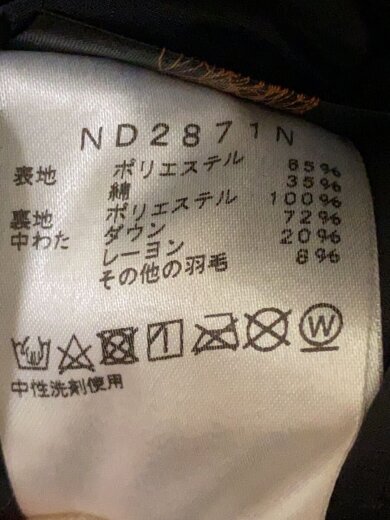 ND2871N
表地 ポリエステル 65%
綿 35%
裏地 ポリエステル 100%
中わた ダウン 72%
レーヨン 20%
その他の羽毛 8%
W
中性洗剤使用